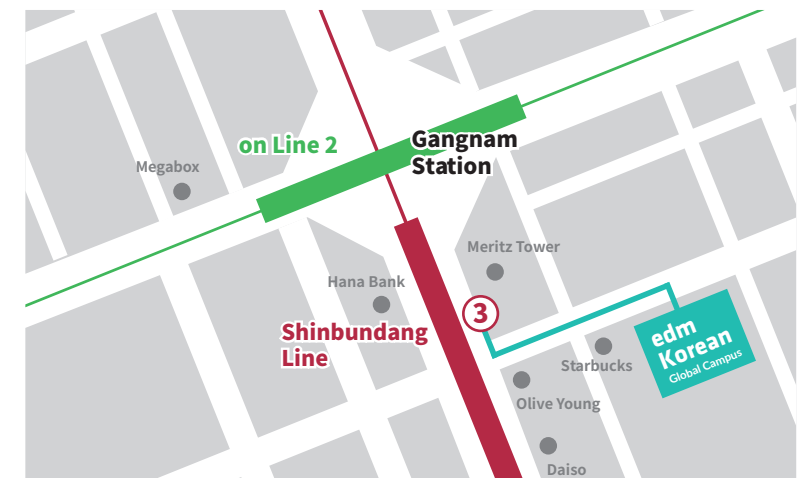 on Line 2
Gangnam
Station
Megabox
Meritz Tower
Hana Bank
3
Shinbundang
Line
edm
Korean
Global Campus
Starbucks
Olive Young
Daiso